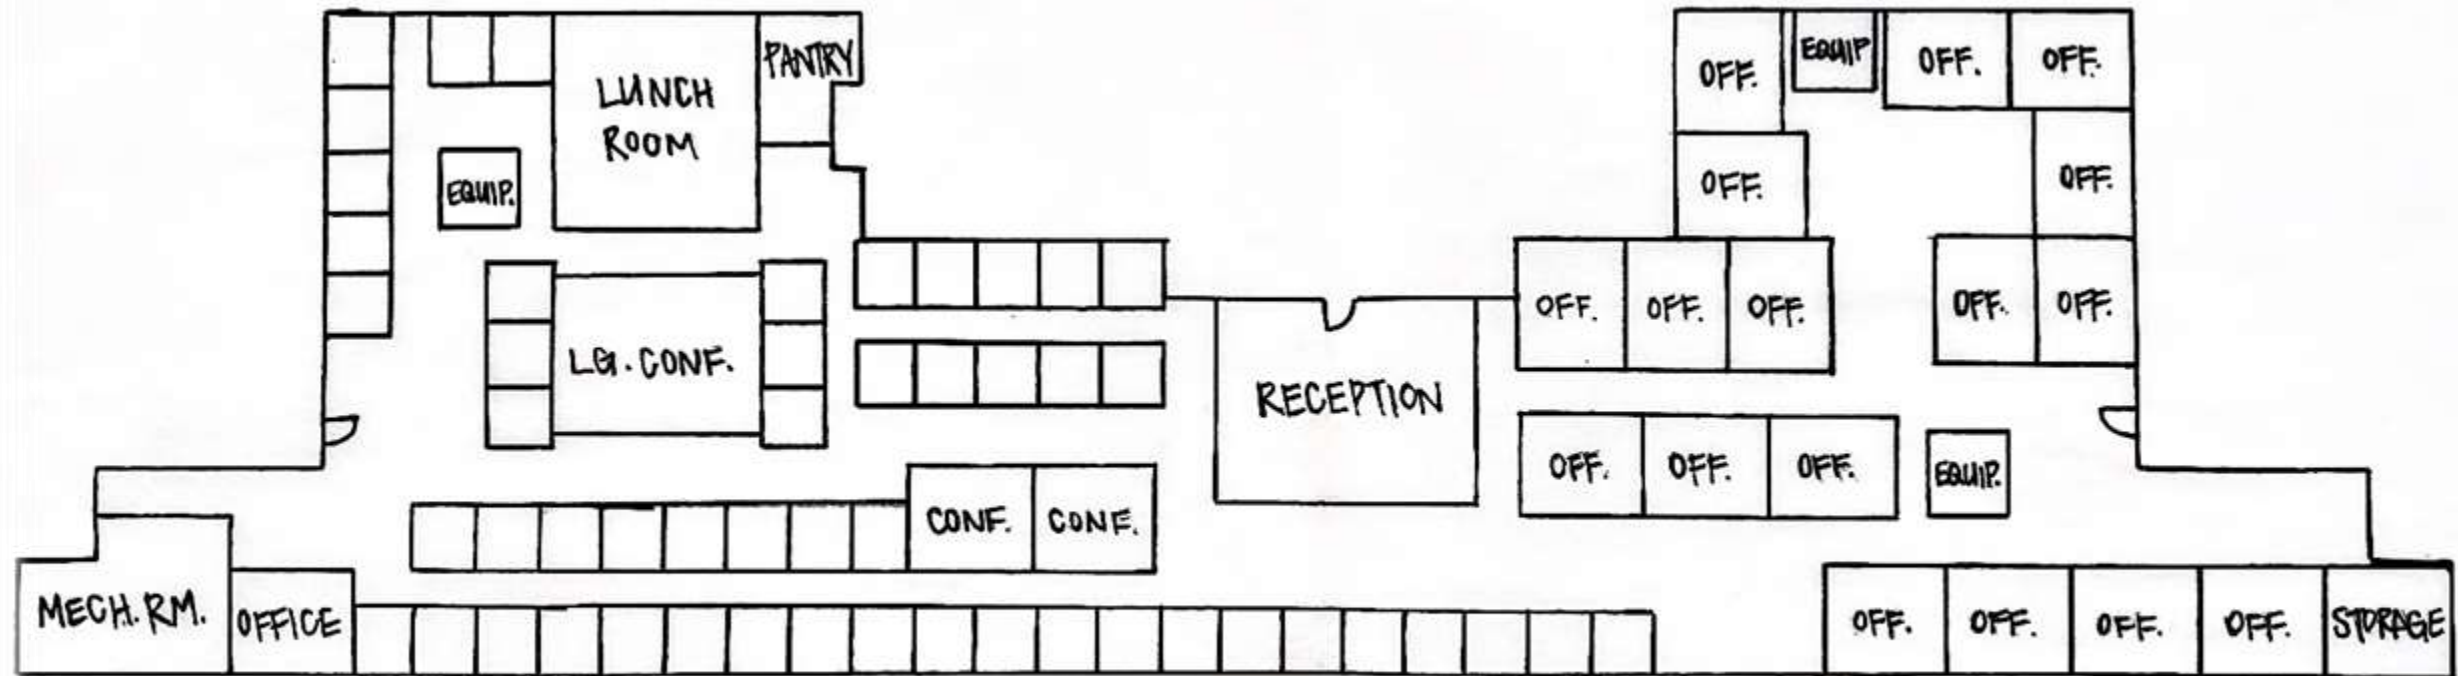 PANTRY
LUNCH
ROOM
EQUIP.
LG. CONF.
CONF.
CONF.
MECH. RM.
OFFICE
RECEPTION
OFF.
EQUIP
OFF.
OFF.
OFF.
OFF.
OFF.
OFF.
OFF.
OFF.
OFF.
OFF.
OFF.
OFF.
EQUIP.
OFF.
OFF.
OFF.
OFF.
STORAGE